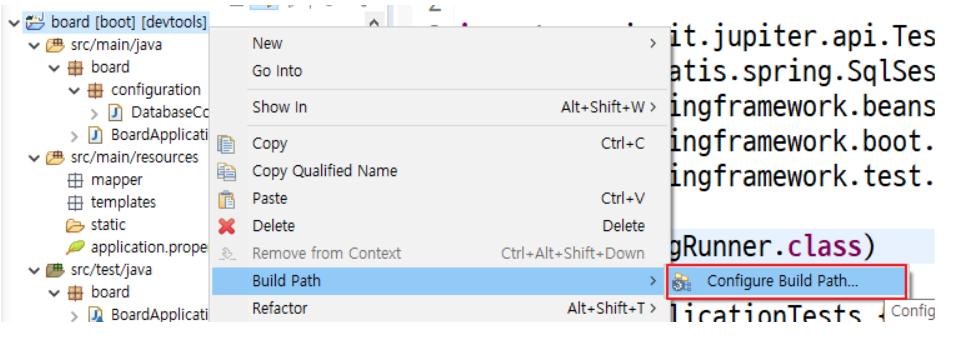 board [boot] [devtools]
src/main/java
board
configuration
DatabaseCo
BoardApplicati
src/main/resources
mapper
templates
static
application.prope
src/test/java
board
BoardApplicati
New
Go Into
Show In Alt+Shift+W >
Copy Ctrl+C
Copy Qualified Name
Paste Ctrl+V
Delete Delete
Remove from Context Ctrl+Alt+Shift+Down
Build Path
Refactor Alt+Shift+T >
Configure Build Path...
2
it.jupiter.api.Tes
atis.spring.SqlSes
ingframework.beans
ingframework.boot.
ingframework.test.
gRunner.class)
licationTests {
Config